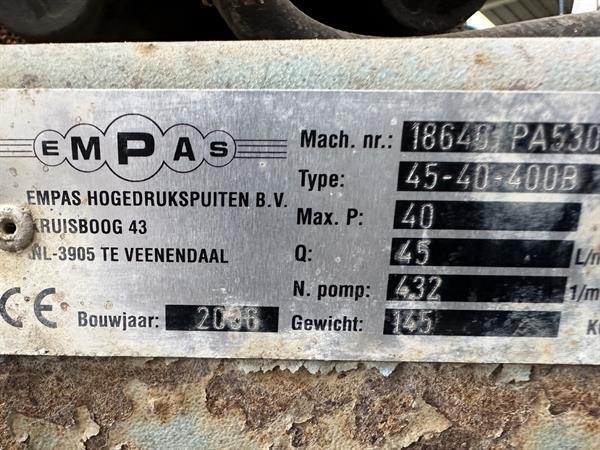 EMPAS
EMPAS HOGEDRUKSPUITEN B.V.
KRUISBOOG 43
NL-3905 TE VEENENDAAL
CE
Bouwjaar: 2006
Mach. nr.: 18640 PA530
Type: 45-40-400B
Max. P: 40
Q: 45 L/m
N. pomp: 432 1/m
Gewicht: 145 K